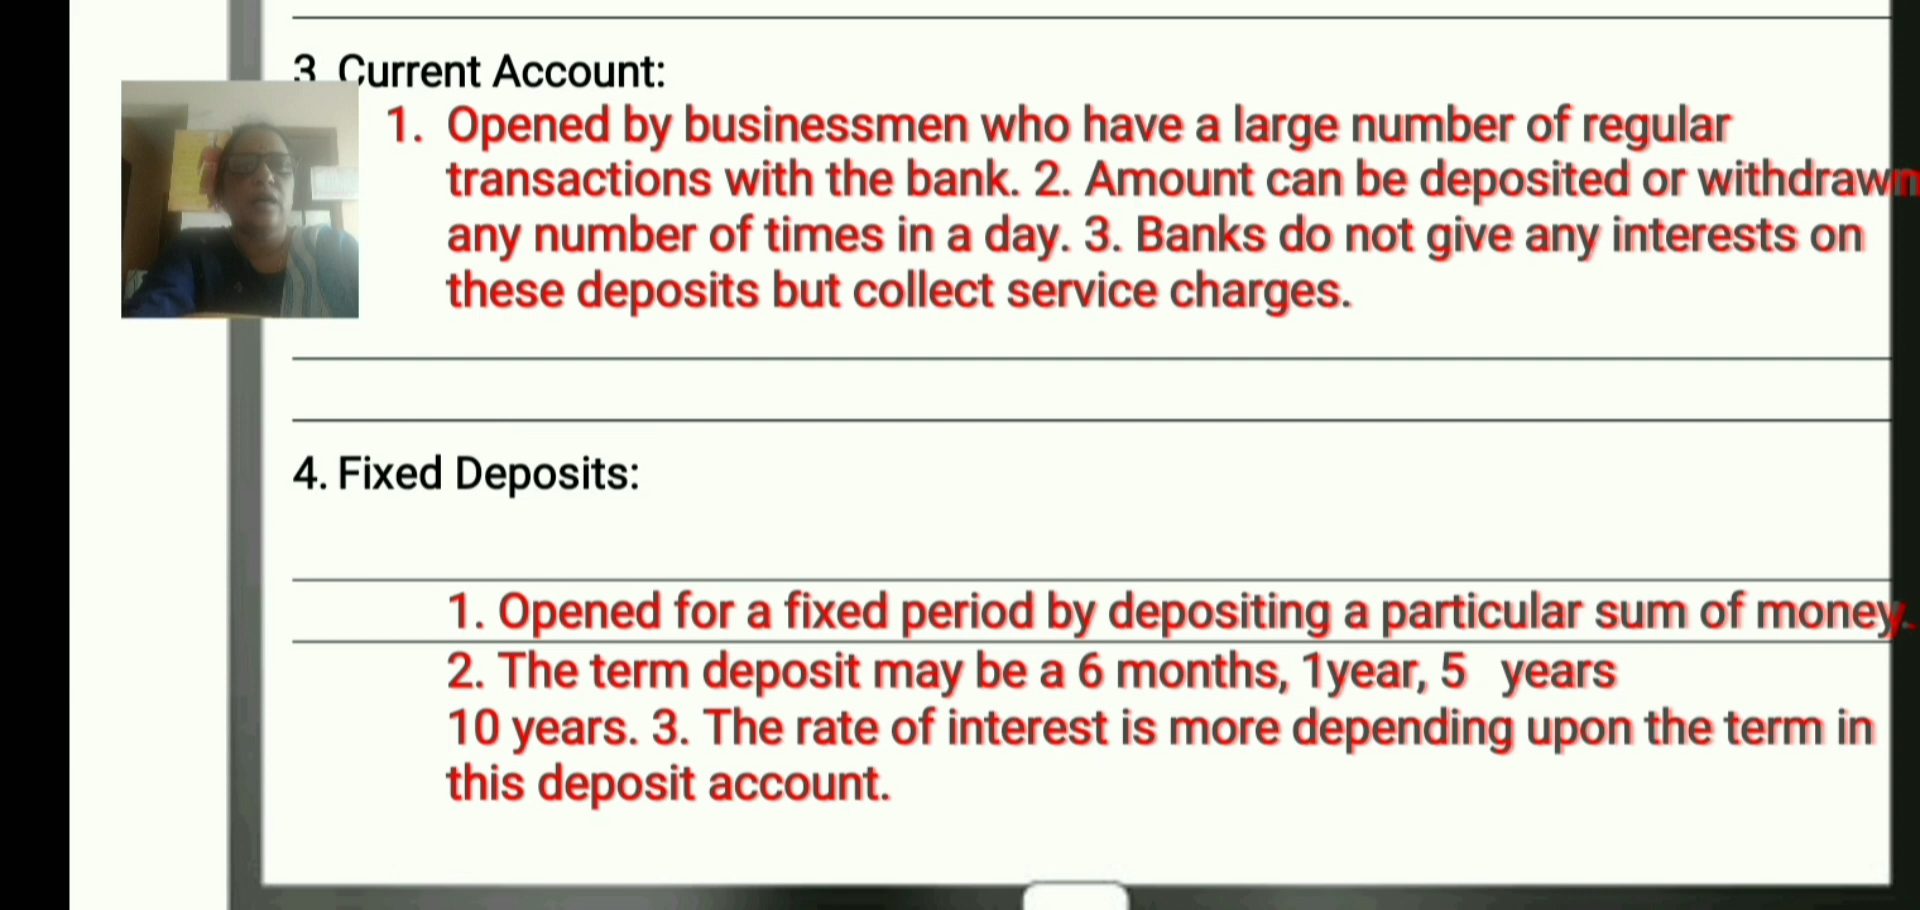 3. Current Account:
1. Opened by businessmen who have a large number of regular
transactions with the bank. 2. Amount can be deposited or withdrawn
any number of times in a day. 3. Banks do not give any interests on
these deposits but collect service charges.
4. Fixed Deposits:
1. Opened for a fixed period by depositing a particular sum of money.
2. The term deposit may be a 6 months, 1year, 5 years
10 years. 3. The rate of interest is more depending upon the term in
this deposit account.